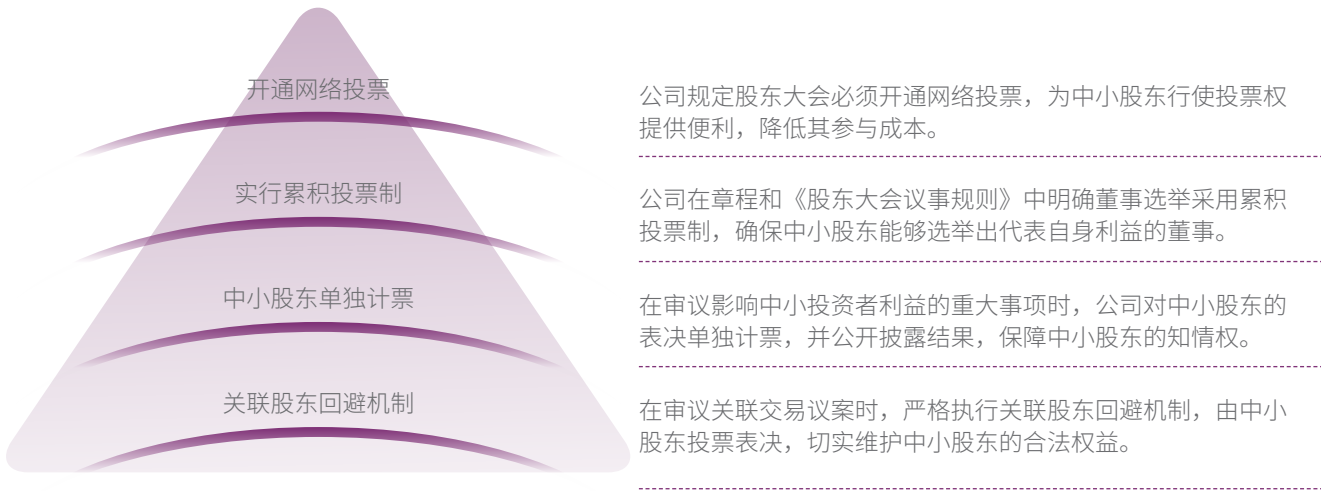 开通网络投票
公司规定股东大会必须开通网络投票，为中小股东行使投票权
提供便利，降低其参与成本。
实行累积投票制
公司在章程和《股东大会议事规则》中明确董事选举采用累积
投票制，确保中小股东能够选举出代表自身利益的董事。
中小股东单独计票
在审议影响中小投资者利益的重大事项时，公司对中小股东的
表决单独计票，并公开披露结果，保障中小股东的知情权。
关联股东回避机制
在审议关联交易议案时，严格执行关联股东回避机制，由中小
股东投票表决，切实维护中小股东的合法权益。